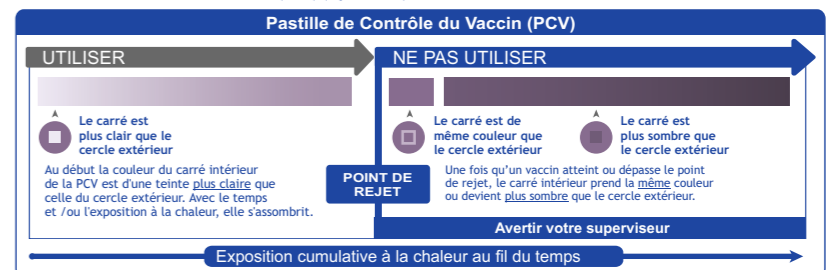 Pastille de Contrôle du Vaccin (PCV)
UTILISER
Le carré est
plus clair que le
cercle extérieur
Au début la couleur du carré intérieur
de la PCV est d'une teinte plus claire que
celle du cercle extérieur. Avec le temps
et /ou l'exposition à la chaleur, elle s'assombrit.
POINT DE
REJET
NE PAS UTILISER
Le carré est de
même couleur que
le cercle extérieur
Le carré est
plus sombre que
le cercle extérieur
Une fois qu'un vaccin atteint ou dépasse le point
de rejet, le carré intérieur prend la même couleur
ou devient plus sombre que le cercle extérieur.
Avertir votre superviseur
Exposition cumulative à la chaleur au fil du temps